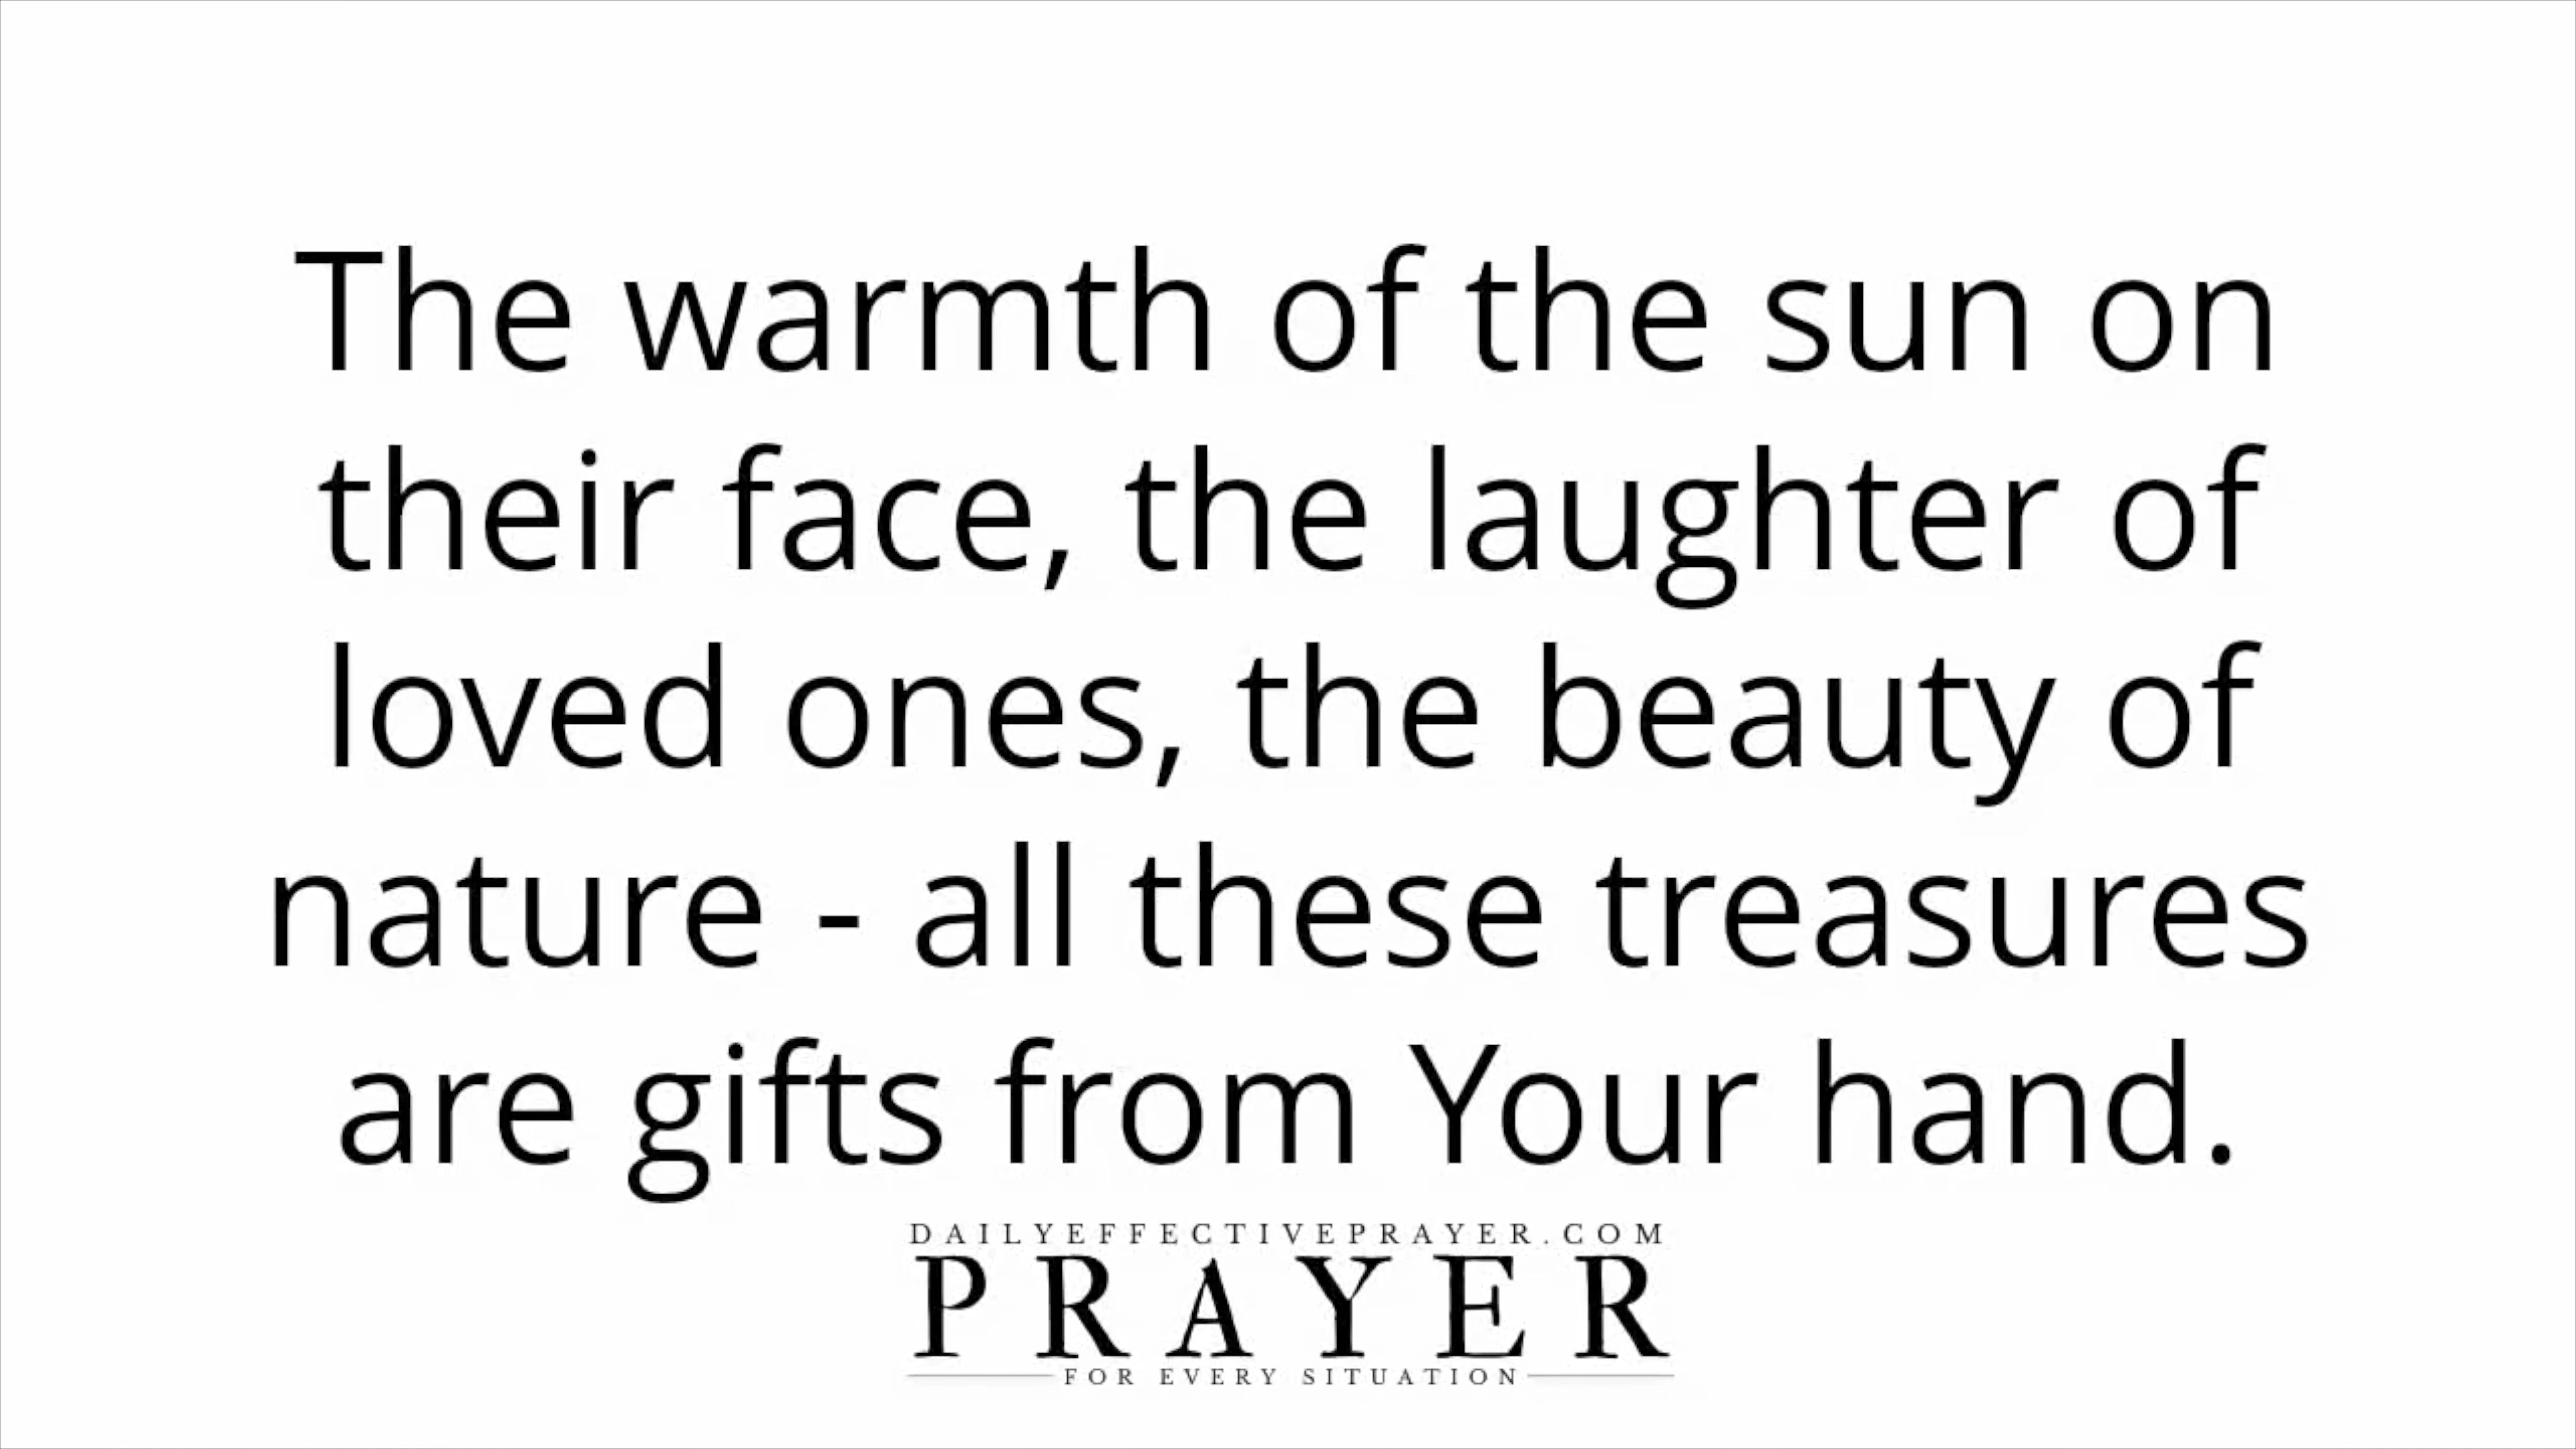 The warmth of the sun on
their face, the laughter of
loved ones, the beauty of
nature - all these treasures
are gifts from Your hand.
DAILYEFFECTIVEPRAYER.COM
PRAYER
FOR EVERY SITUATION